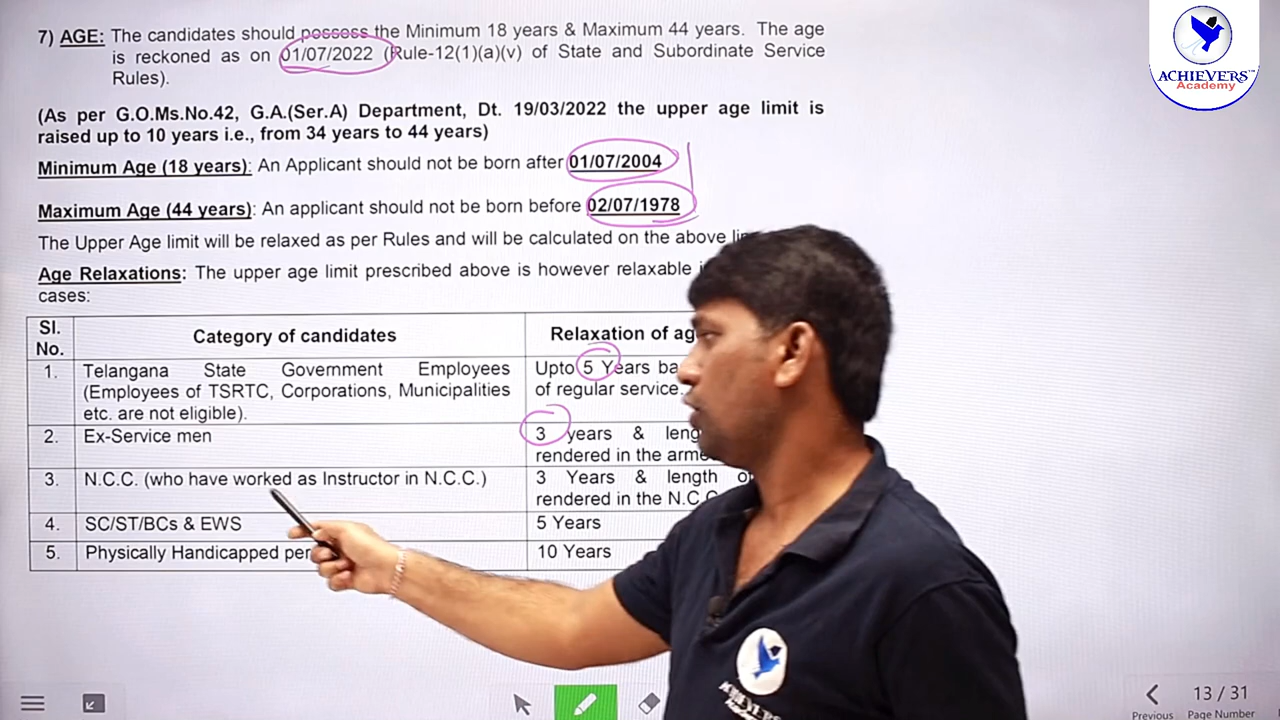 7) AGE: The candidates should possess the Minimum 18 years & Maximum 44 years. The age
is reckoned as on 01/07/2022 (Rule-12(1)(a)(v) of State and Subordinate Service
Rules).
(As per G.O.Ms.No.42, G.A.(Ser.A) Department, Dt. 19/03/2022 the upper age limit is
raised up to 10 years i.e., from 34 years to 44 years)
Minimum Age (18 years): An Applicant should not be born after 01/07/2004
Maximum Age (44 years): An applicant should not be born before 02/07/1978
The Upper Age limit will be relaxed as per Rules and will be calculated on the above
Age Relaxations: The upper age limit prescribed above is however relaxable
cases:
Sl. No. Category of candidates Relaxation of
1. Telangana State Government Employees Upto 5 Years
(Employees of TSRTC, Corporations, Municipalities of regular service.
etc. are not eligible).
2. Ex-Service men 3 years &
rendered in the
3. N.C.C. (who have worked as Instructor in N.C.C.) 3 Years & length
rendered in the N.C.C
4. SC/ST/BCs & EWS 5 Years
5. Physically Handicapped 10 Years
ACHIEVERS™
Academy
ACHIEVERS
Previous
13 / 31
Page Number